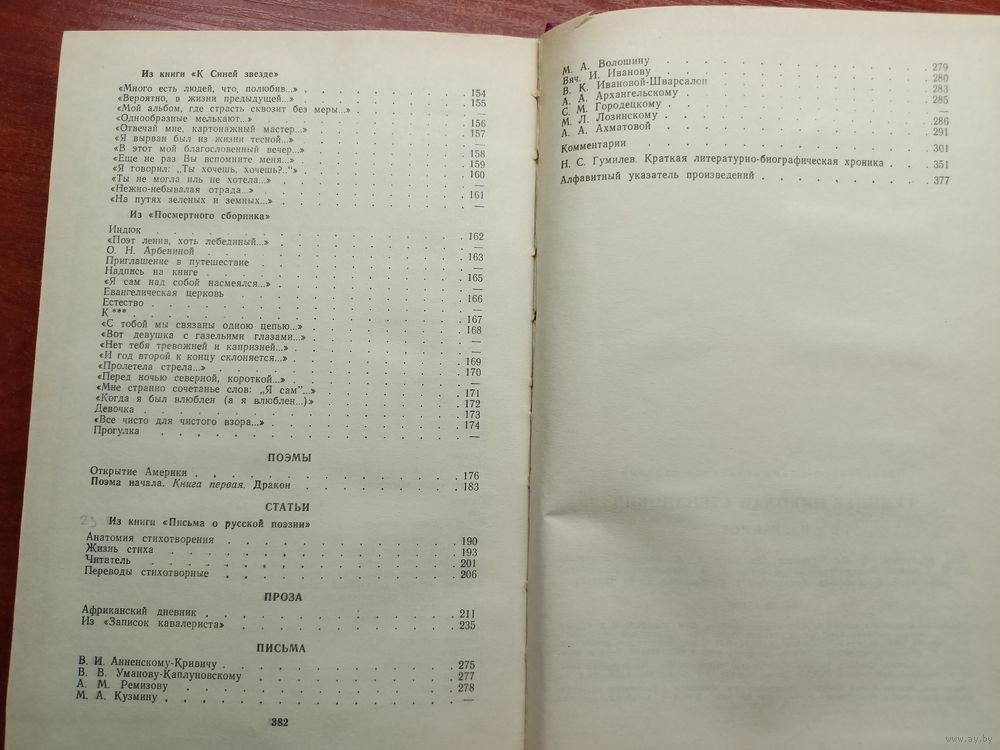 Из книги «К Синей звезде»
«Много есть людей, что, полюбив...» 154
«Вероятно, в жизни предыдущей...» 155
«Мой альбом, где страсть сквозит без меры...» —
«Однообразные мелькают...» 156
«Отвечай мне, картонажный мастер...» 157
«Я вырван был из жизни тесной...» —
«В этот мой благословенный вечер...» 158
«Еще не раз Вы вспомните меня...» 159
«Я говорил: „Ты хочешь, хочешь?.."» 160
«Ты не могла иль не хотела...» —
«Нежно-небывалая отрада...» 161
«На путях зеленых и земных...» —
Из «Посмертного сборника»
Индюк 162
«Поэт ленив, хоть лебединый...» —
О. Н. Арбениной 163
Приглашение в путешествие —
Надпись на книге 165
«Я сам над собой насмеялся...» —
Евангелическая церковь 166
Естество —
К *** 167
«С тобой мы связаны одною цепью...» 168
«Вот девушка с газельими глазами...» —
«Нет тебя тревожней и капризней...» —
«И год второй к концу склоняется...» 169
«Пролетела стрела...» 170
«Перед ночью северной, короткой...» —
«Мне странно сочетанье слов: „Я сам"...» 171
«Когда я был влюблен (а я влюблен...)» 172
Девочка 173
«Все чисто для чистого взора...» 174
Прогулка —
ПОЭМЫ
Открытие Америки 176
Поэма начала. Книга первая. Дракон 183
СТАТЬИ
23 Из книги «Письма о русской поэзии»
Анатомия стихотворения 190
Жизнь стиха 193
Читатель 201
Переводы стихотворные 206
ПРОЗА
Африканский дневник 211
Из «Записок кавалериста» 235
ПИСЬМА
В. И. Анненскому-Кривичу 275
В. В. Уманову-Каплуновскому 277
А. М. Ремизову 278
М. А. Кузмину —
382
М. А. Волошину 279
Вяч. И. Иванову 280
В. К. Ивановой-Шварсалон 283
А. А. Архангельскому 285
С. М. Городецкому —
М. Л. Лозинскому 286
А. А. Ахматовой 291
Комментарии 301
Н. С. Гумилев. Краткая литературно-биографическая хроника 351
Алфавитный указатель произведений 377
www.ay.by